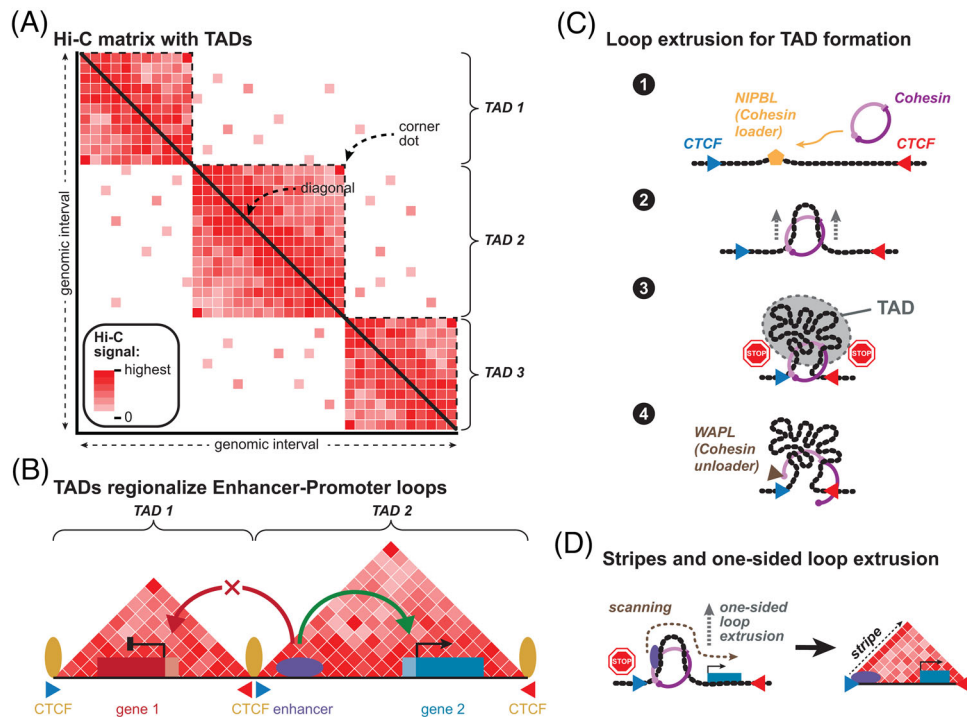 (A)
Hi-C matrix with TADs
genomic interval
TAD 1
corner
dot
diagonal
TAD 2
TAD 3
Hi-C
signal:
highest
0
genomic interval
(B)
TADs regionalize Enhancer-Promoter loops
TAD 1
TAD 2
CTCF
gene 1
CTCF
enhancer
gene 2
CTCF
(C)
Loop extrusion for TAD formation
1
NIPBL
(Cohesin
loader)
Cohesin
CTCF
CTCF
2
3
TAD
STOP
STOP
4
WAPL
(Cohesin
unloader)
(D)
Stripes and one-sided loop extrusion
scanning
one-sided
loop
extrusion
STOP
stripe